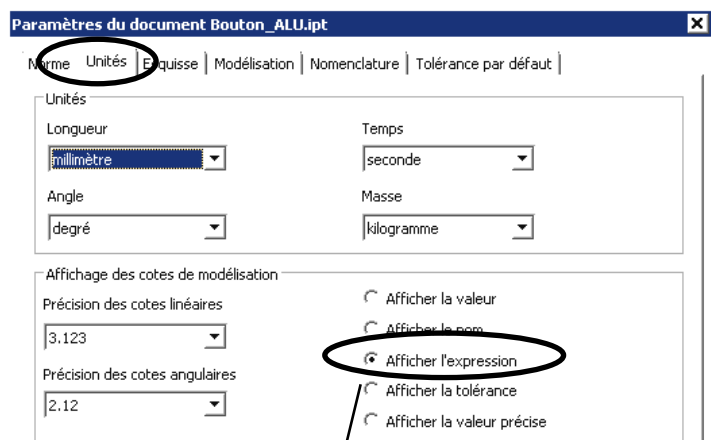 Paramètres du document Bouton_ALU.ipt
Norme Unités Esquisse Modélisation Nomenclature Tolérance par défaut
Unités
Longueur Temps
millimètre seconde
Angle Masse
degré kilogramme
Affichage des cotes de modélisation
Précision des cotes linéaires Afficher la valeur
3.123 Afficher le nom
Afficher l'expression
Précision des cotes angulaires
2.12 Afficher la tolérance
Afficher la valeur précise